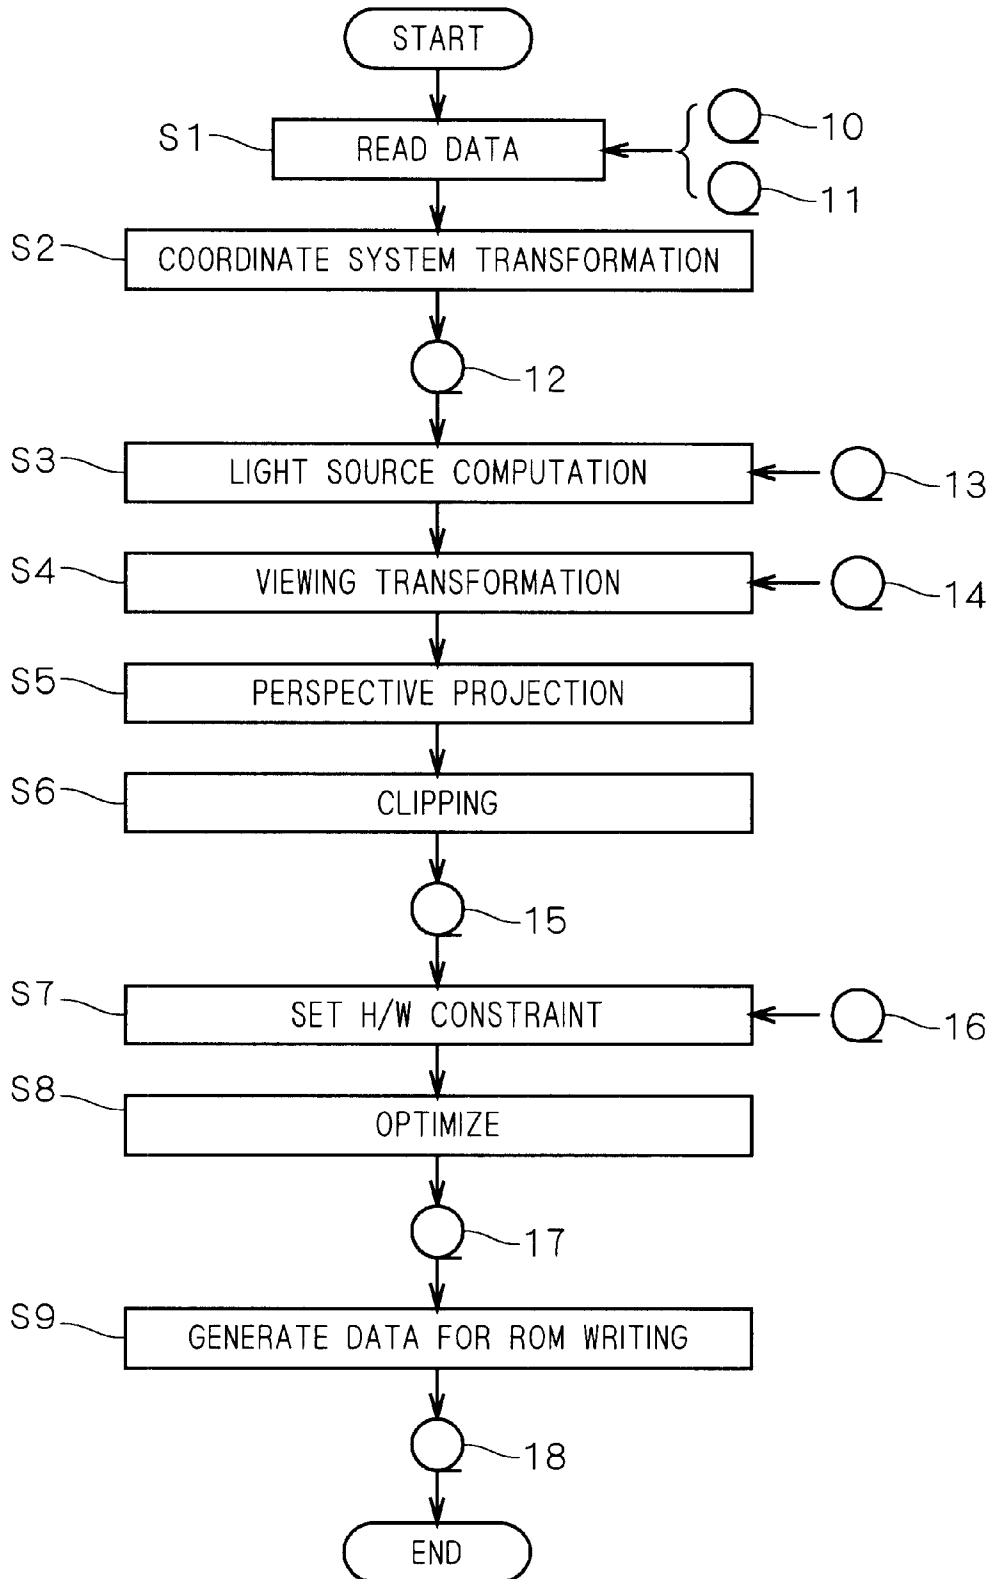 START
S1
READ DATA
10
11
S2
COORDINATE SYSTEM TRANSFORMATION
12
S3
LIGHT SOURCE COMPUTATION
13
S4
VIEWING TRANSFORMATION
14
S5
PERSPECTIVE PROJECTION
S6
CLIPPING
15
S7
SET H/W CONSTRAINT
16
S8
OPTIMIZE
17
S9
GENERATE DATA FOR ROM WRITING
18
END